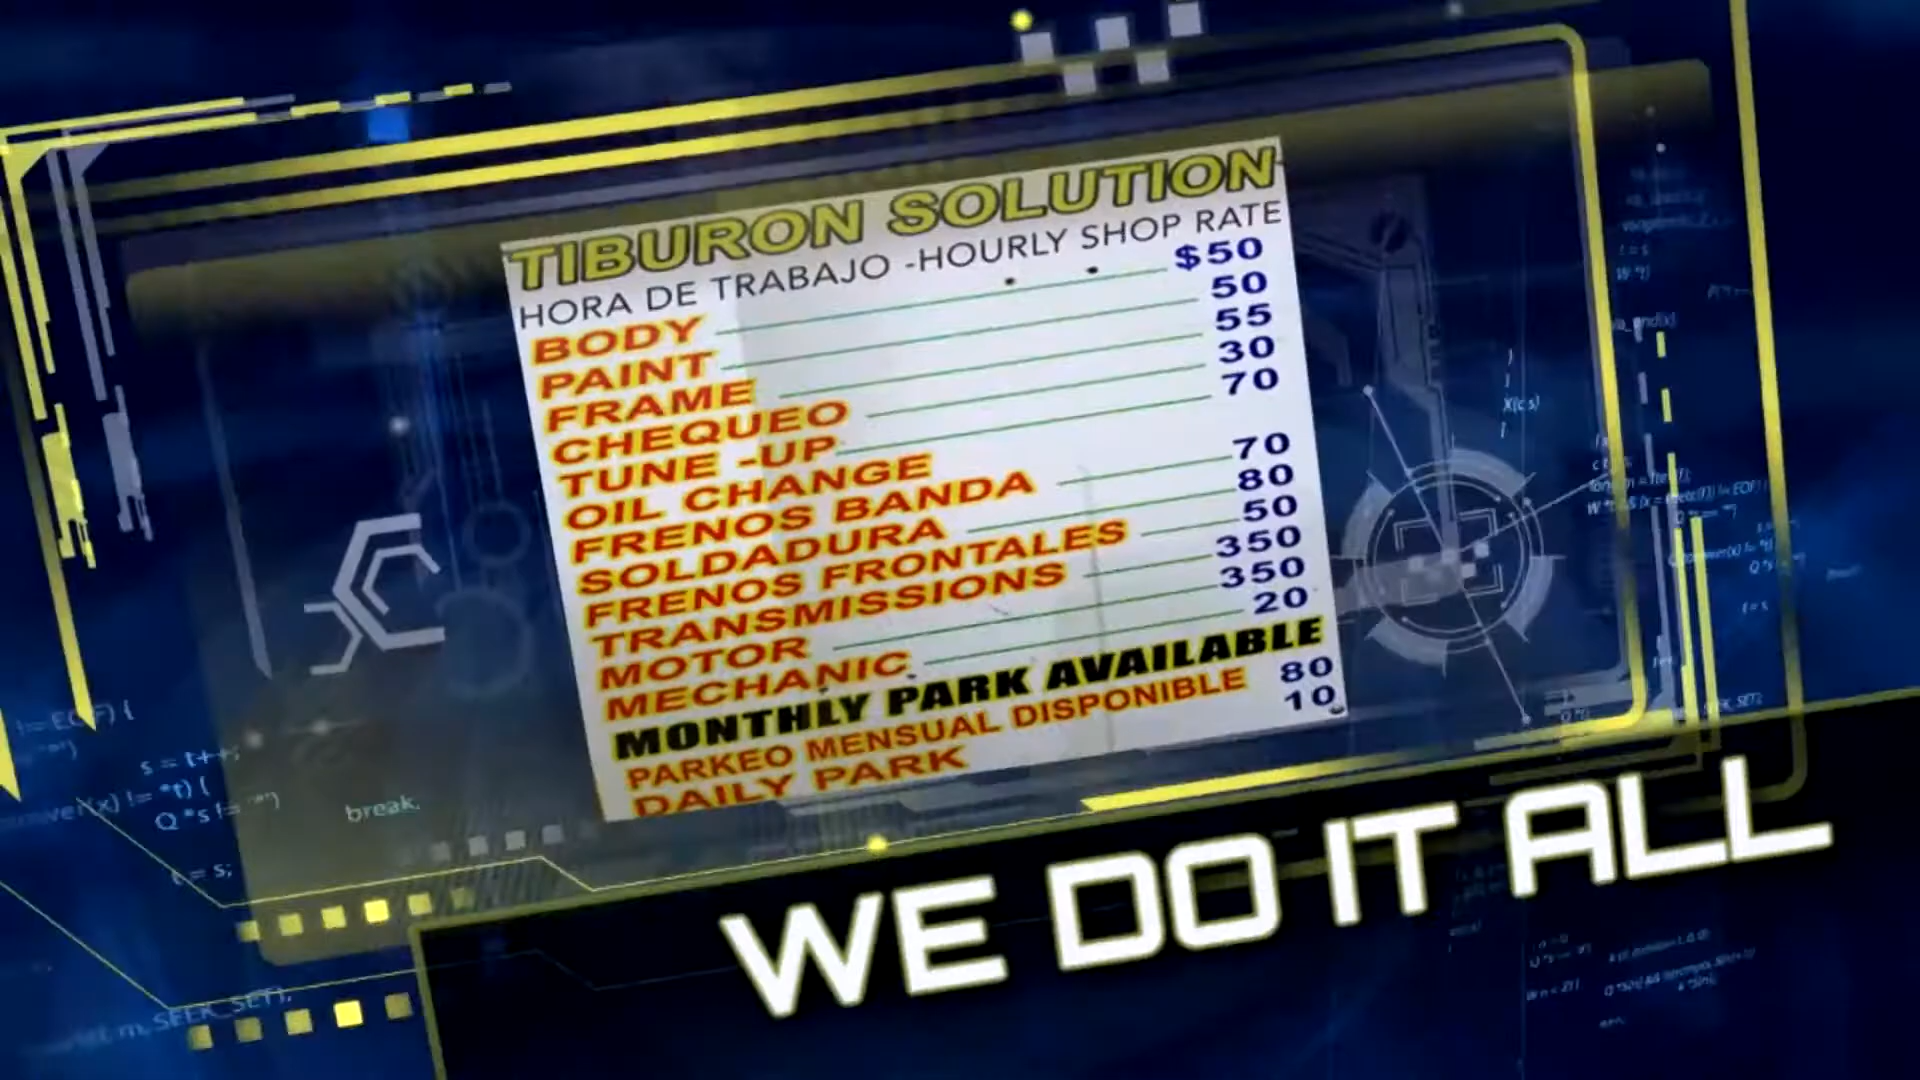 TIBURON SOLUTION
HORA DE TRABAJO -HOURLY SHOP RATE
BODY $50
PAINT 50
FRAME 55
CHEQUEO 30
TUNE -UP 70
OIL CHANGE
FRENOS BANDA 70
SOLDADURA 80
FRENOS FRONTALES 50
TRANSMISSIONS 350
MOTOR 350
MECHANIC 20
MONTHLY PARK AVAILABLE
PARKEO MENSUAL DISPONIBLE 80
DAILY PARK 10
WE DO IT ALL
s = t++;
break;
t = s;